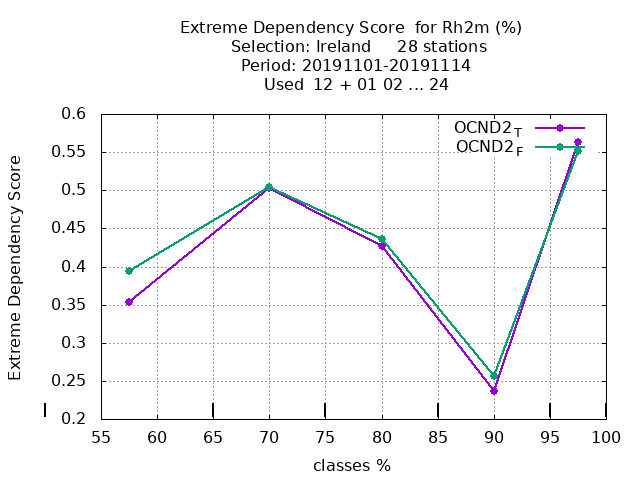 Extreme Dependency Score  for Rh2m (%)
Selection: Ireland     28 stations
Period: 20191101-20191114
Used  12 + 01 02 ... 24
OCND2T
OCND2F
Extreme Dependency Score
0.6
0.55
0.5
0.45
0.4
0.35
0.3
0.25
0.2
55 60 65 70 75 80 85 90 95 100
classes %